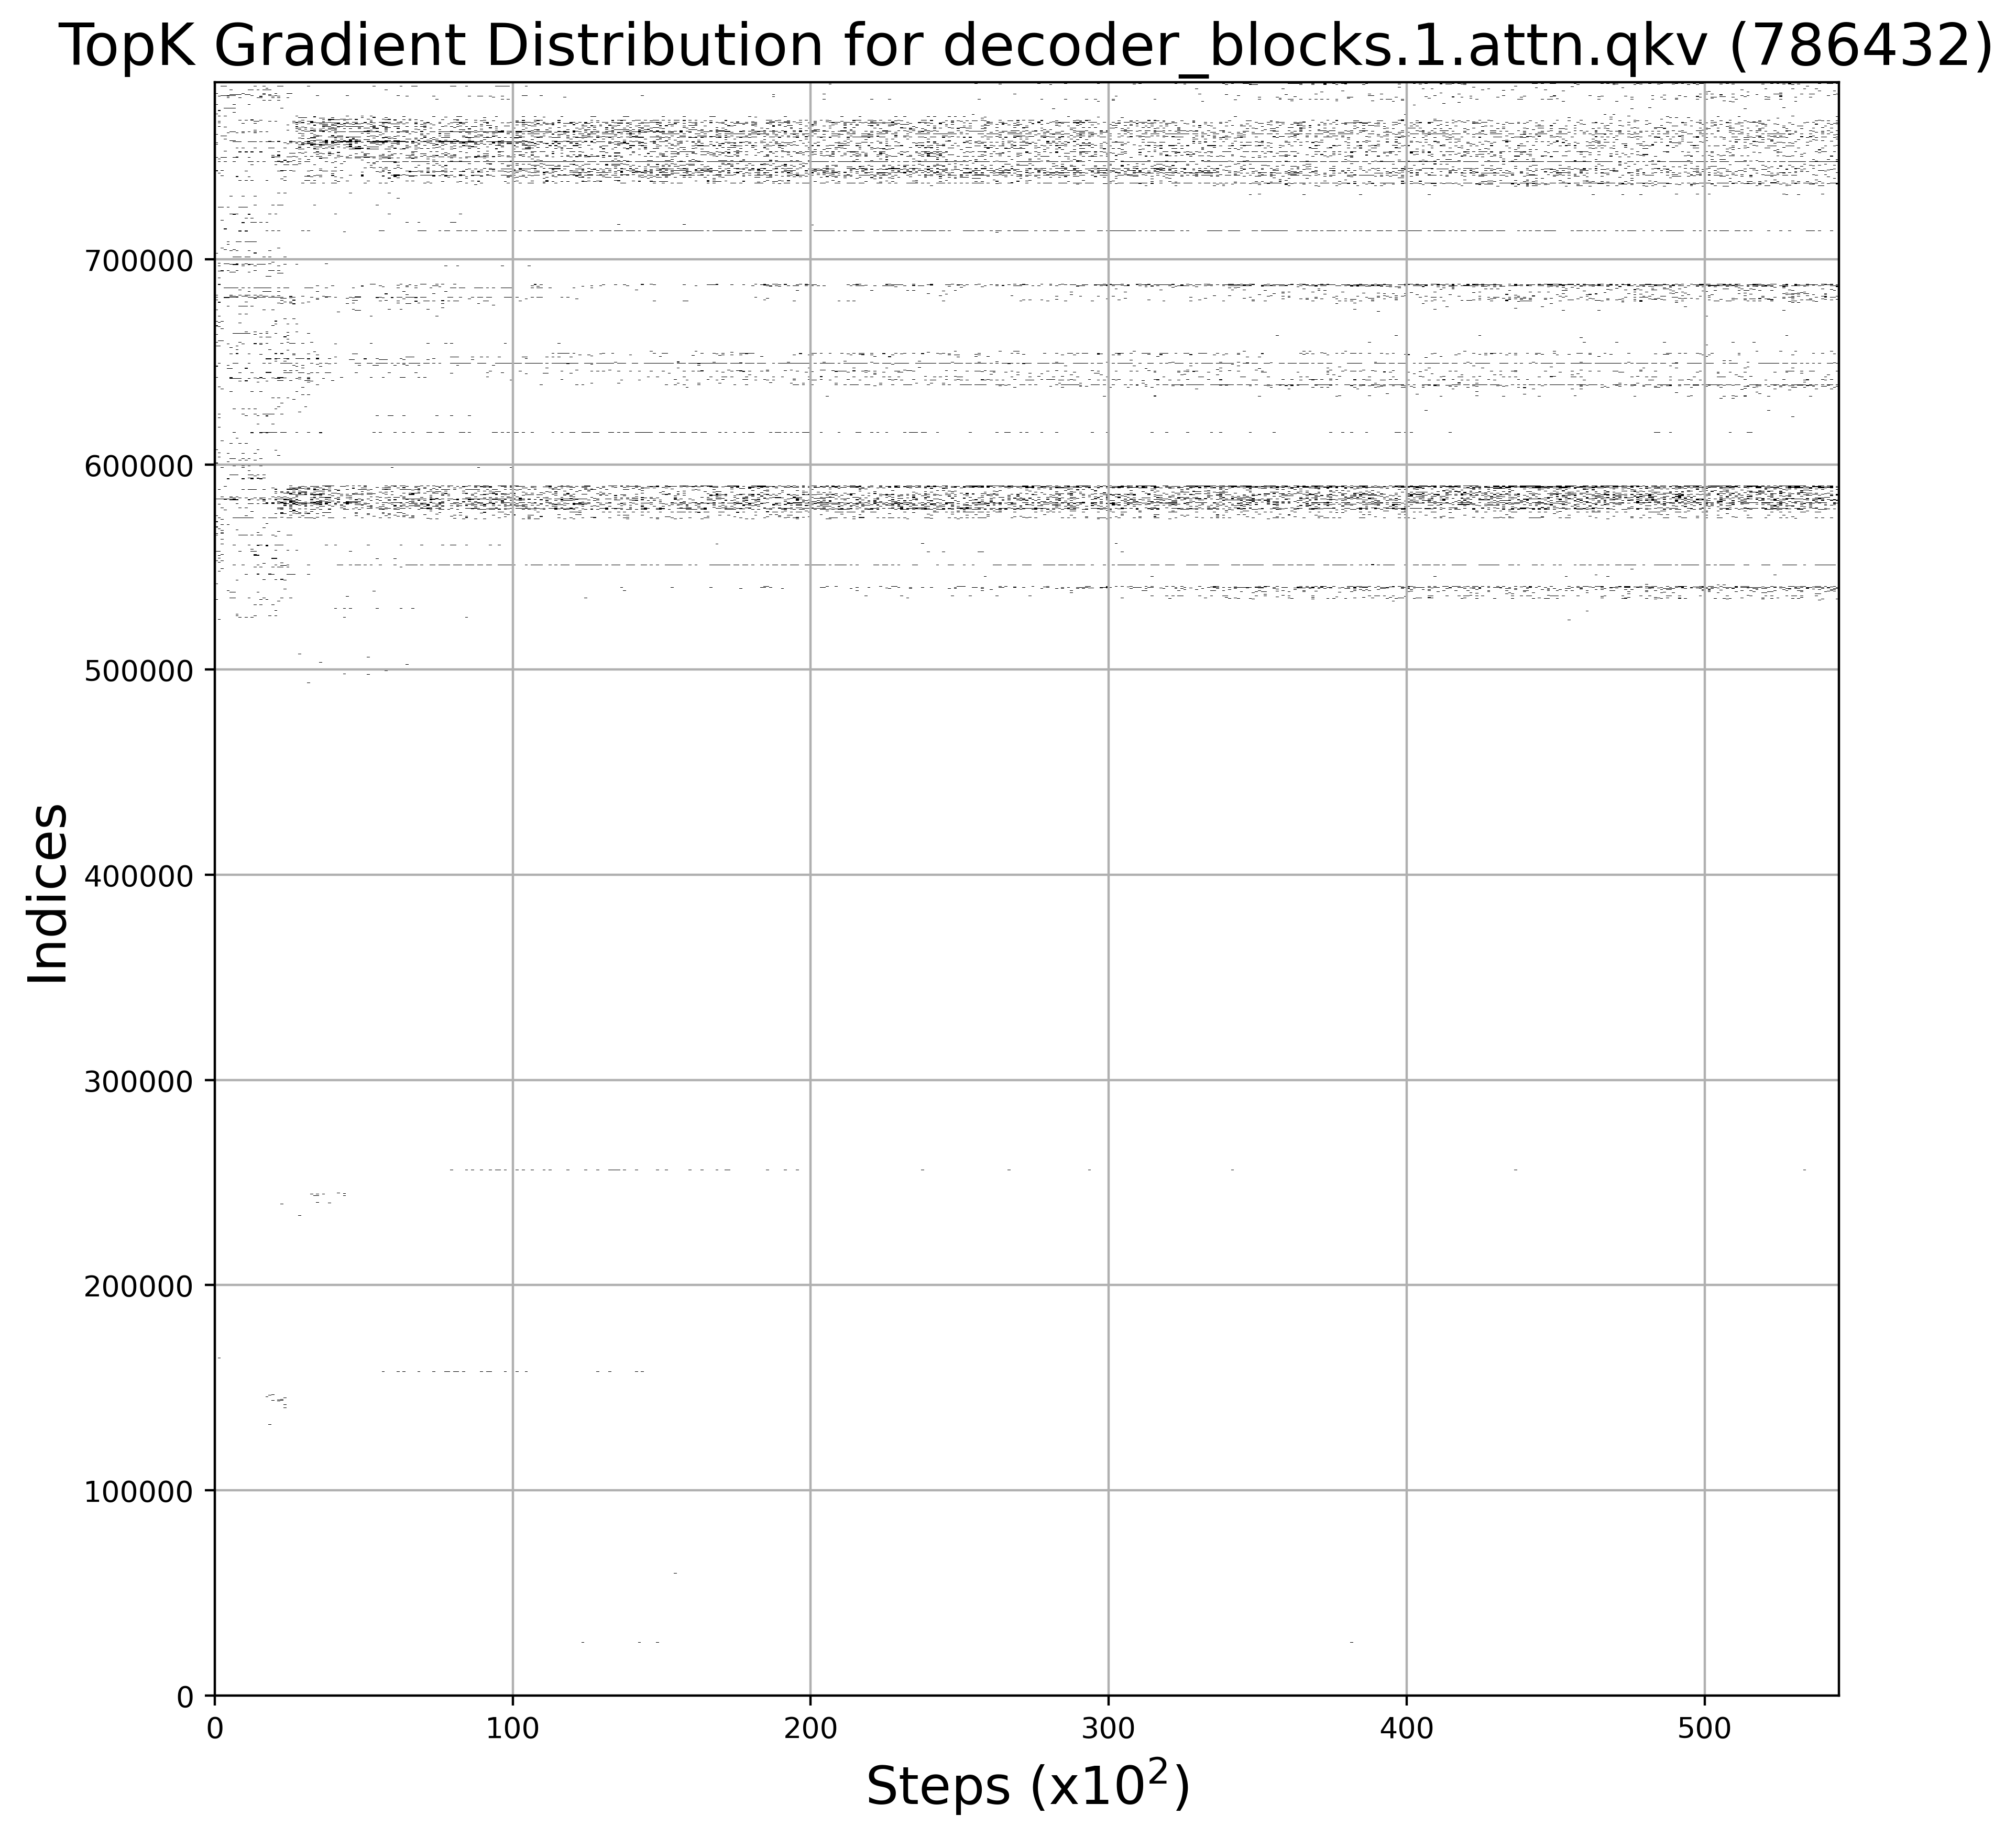 TopK Gradient Distribution for decoder_blocks.1.attn.qkv (786432)
700000
600000
500000
400000
300000
200000
100000
0
Indices
0 100 200 300 400 500
Steps (x10²)